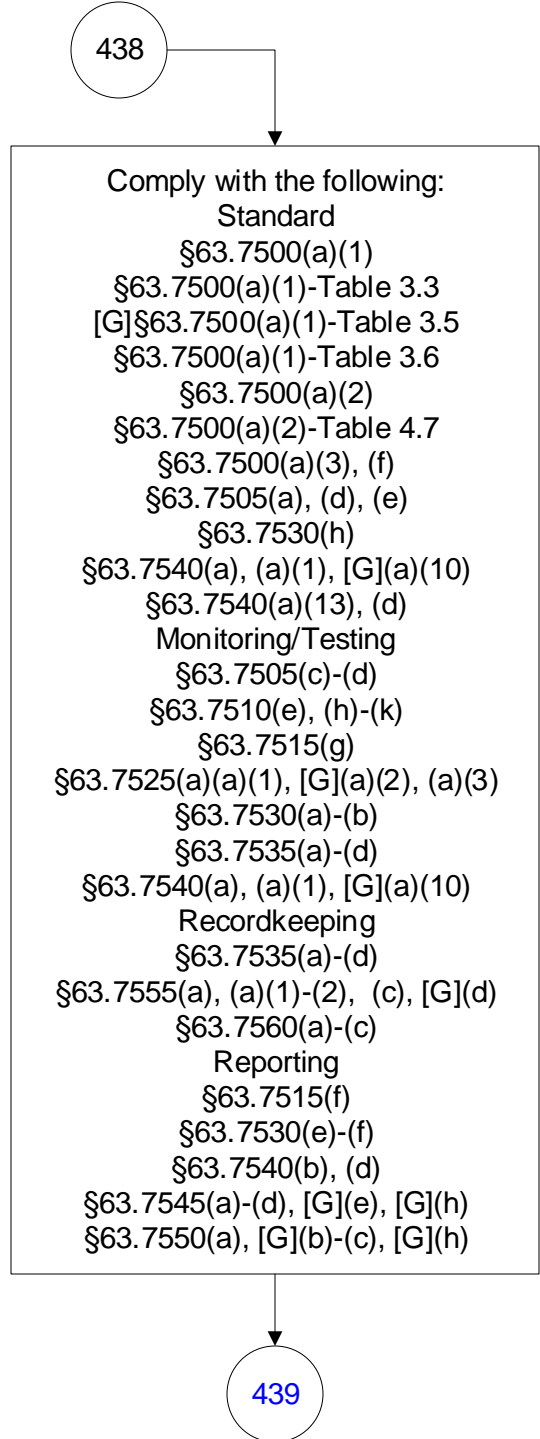 438
Comply with the following:
Standard
§63.7500(a)(1)
§63.7500(a)(1)-Table 3.3
[G]§63.7500(a)(1)-Table 3.5
§63.7500(a)(1)-Table 3.6
§63.7500(a)(2)
§63.7500(a)(2)-Table 4.7
§63.7500(a)(3), (f)
§63.7505(a), (d), (e)
§63.7530(h)
§63.7540(a), (a)(1), [G](a)(10)
§63.7540(a)(13), (d)
Monitoring/Testing
§63.7505(c)-(d)
§63.7510(e), (h)-(k)
§63.7515(g)
§63.7525(a)(a)(1), [G](a)(2), (a)(3)
§63.7530(a)-(b)
§63.7535(a)-(d)
§63.7540(a), (a)(1), [G](a)(10)
Recordkeeping
§63.7535(a)-(d)
§63.7555(a), (a)(1)-(2), (c), [G](d)
§63.7560(a)-(c)
Reporting
§63.7515(f)
§63.7530(e)-(f)
§63.7540(b), (d)
§63.7545(a)-(d), [G](e), [G](h)
§63.7550(a), [G](b)-(c), [G](h)
439